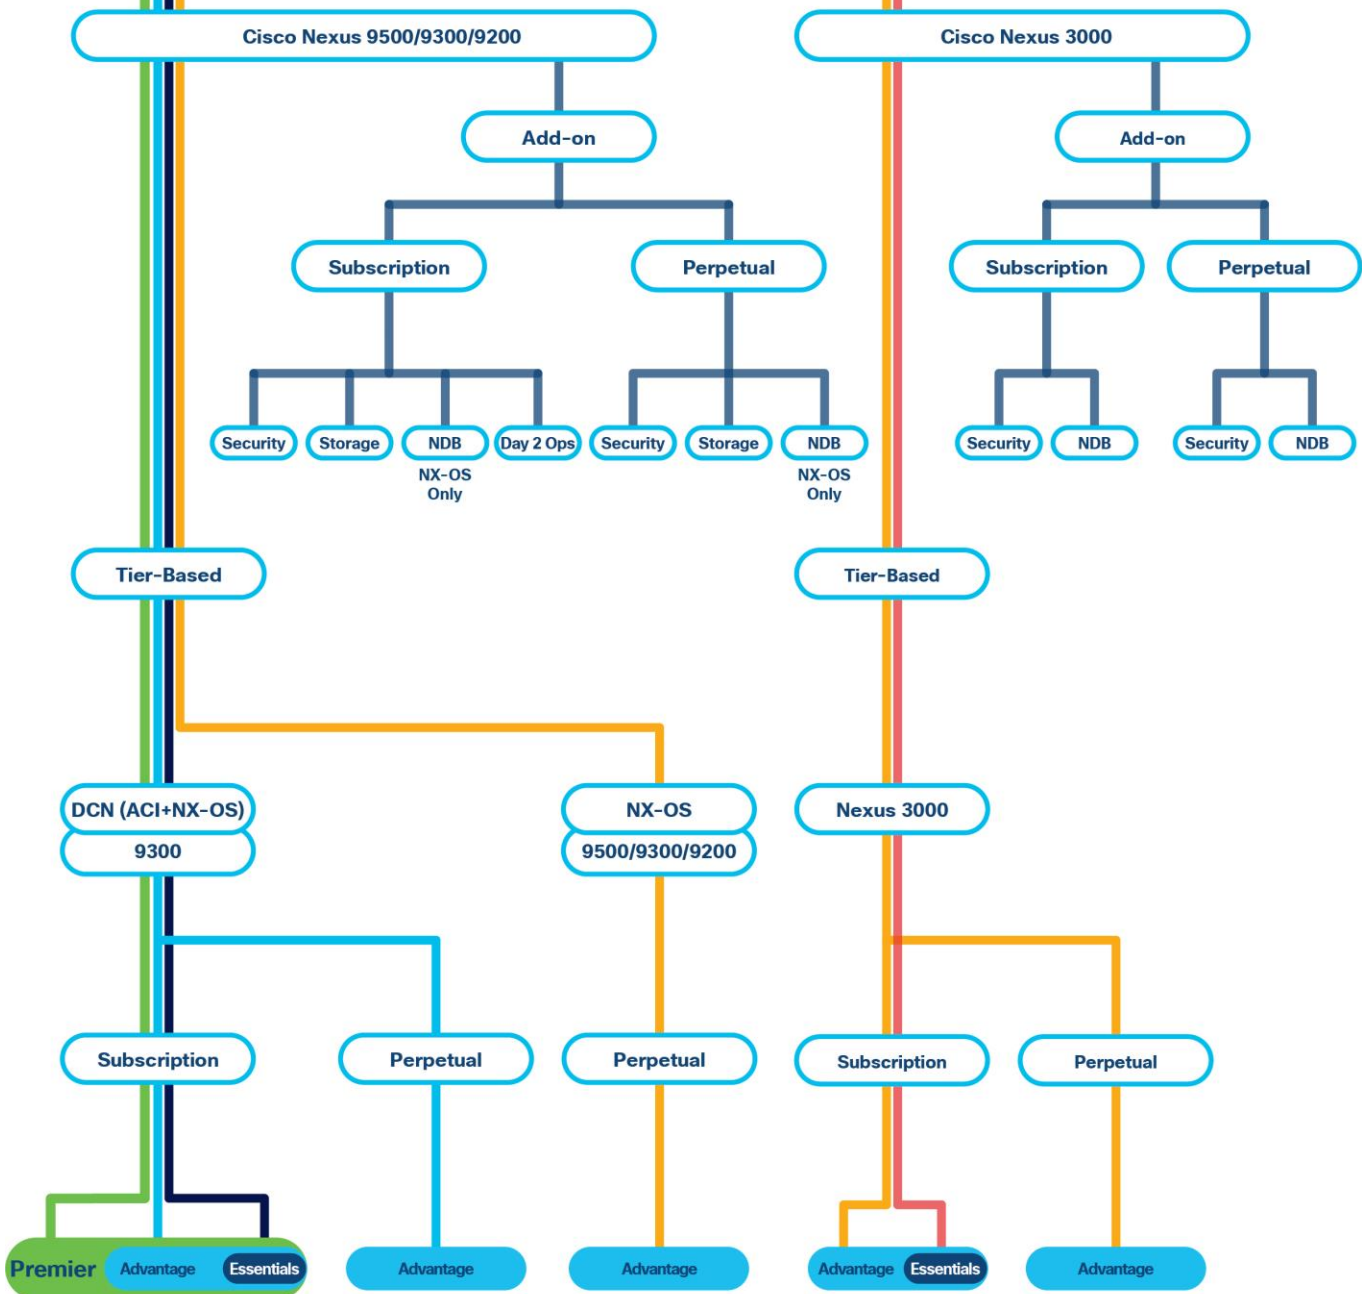 Cisco Nexus 9500/9300/9200
Cisco Nexus 3000
Add-on
Add-on
Subscription
Perpetual
Subscription
Perpetual
Security
Storage
NDB
NX-OS
Only
Day 2 Ops
Security
Storage
NDB
NX-OS
Only
Security
NDB
Security
NDB
Tier-Based
Tier-Based
DCN (ACI+NX-OS)
9300
NX-OS
9500/9300/9200
Nexus 3000
Subscription
Perpetual
Perpetual
Subscription
Perpetual
Premier
Advantage
Essentials
Advantage
Advantage
Advantage
Essentials
Advantage